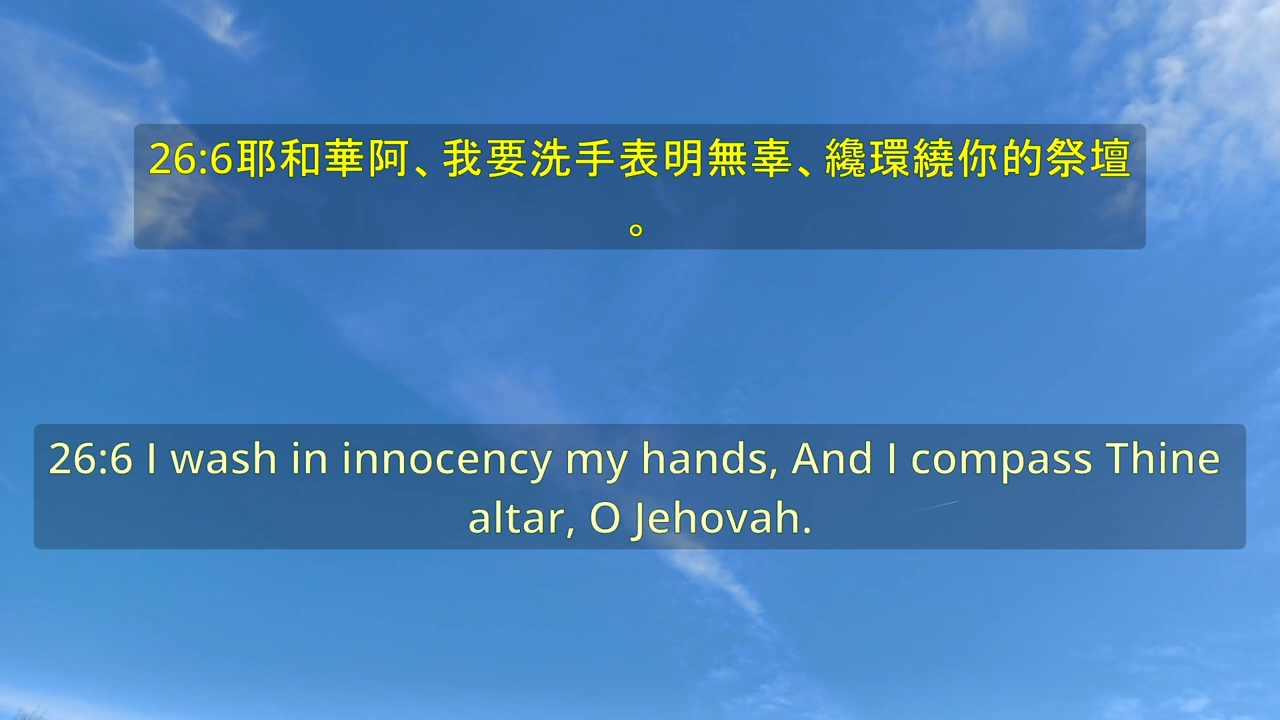 26:6耶和華阿、我要洗手表明無辜、纔環繞你的祭壇
。
26:6 I wash in innocency my hands, And I compass Thine
altar, O Jehovah.